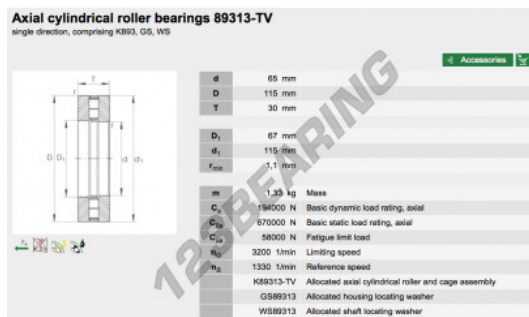 Axial cylindrical roller bearings 89313-TV
single direction, comprising K893, GS, WS
Accessories
T
r
r
D D₁ d d₁
d 65 mm
D 115 mm
T 30 mm
D₁ 67 mm
d₁ 115 mm
rmin 1,1 mm
m 1,33 kg Mass
Ca 194000 N Basic dynamic load rating, axial
C0a 670000 N Basic static load rating, axial
Cua 58000 N Fatigue limit load
nG 3200 1/min Limiting speed
nB 1330 1/min Reference speed
K89313-TV Allocated axial cylindrical roller and cage assembly
GS89313 Allocated housing locating washer
WS89313 Allocated shaft locating washer
123BEARING